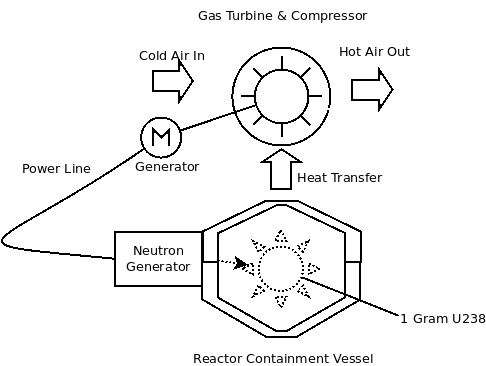 Gas Turbine & Compressor
Cold Air In
Hot Air Out
M
Generator
Power Line
Heat Transfer
Neutron
Generator
1 Gram U238
Reactor Containment Vessel